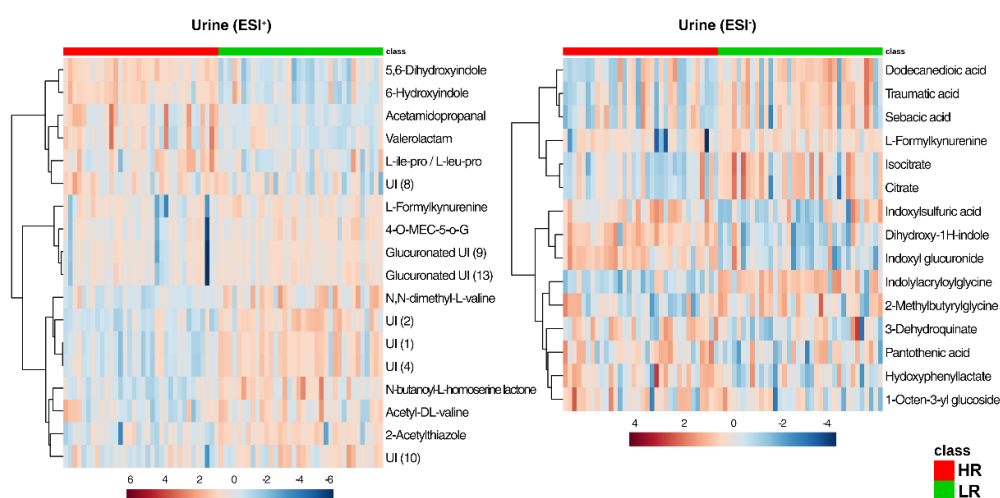 Urine (ESI⁺)
class
5,6-Dihydroxyindole
6-Hydroxyindole
Acetamidopropanal
Valerolactam
L-ile-pro / L-leu-pro
UI (8)
L-Formylkynurenine
4-O-MEC-5-o-G
Glucuronated UI (9)
Glucuronated UI (13)
N,N-dimethyl-L-valine
UI (2)
UI (1)
UI (4)
N-butanoyl-L-homoserine lactone
Acetyl-DL-valine
2-Acetylthiazole
UI (10)
6 4 2 0 -2 -4 -6
Urine (ESI⁻)
class
Dodecanedioic acid
Traumatic acid
Sebacic acid
L-Formylkynurenine
Isocitrate
Citrate
Indoxylsulfuric acid
Dihydroxy-1H-indole
Indoxyl glucuronide
Indolylacryloylglycine
2-Methylbutyrylglycine
3-Dehydroquinate
Pantothenic acid
Hydoxyphenyllactate
1-Octen-3-yl glucoside
4 2 0 -2 -4
class
HR
LR